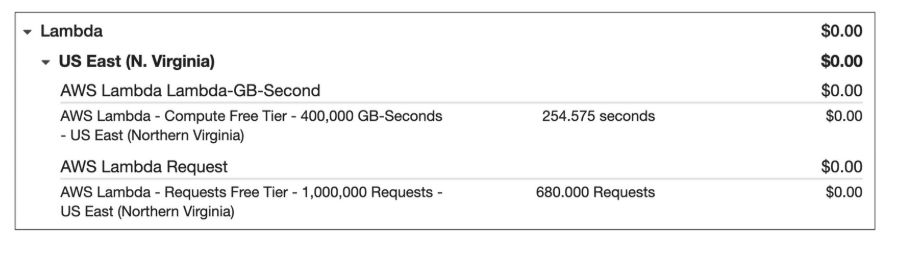 Lambda $0.00
US East (N. Virginia) $0.00
AWS Lambda Lambda-GB-Second $0.00
AWS Lambda - Compute Free Tier - 400,000 GB-Seconds 254.575 seconds $0.00
- US East (Northern Virginia)
AWS Lambda Request $0.00
AWS Lambda - Requests Free Tier - 1,000,000 Requests - 680.000 Requests $0.00
US East (Northern Virginia)